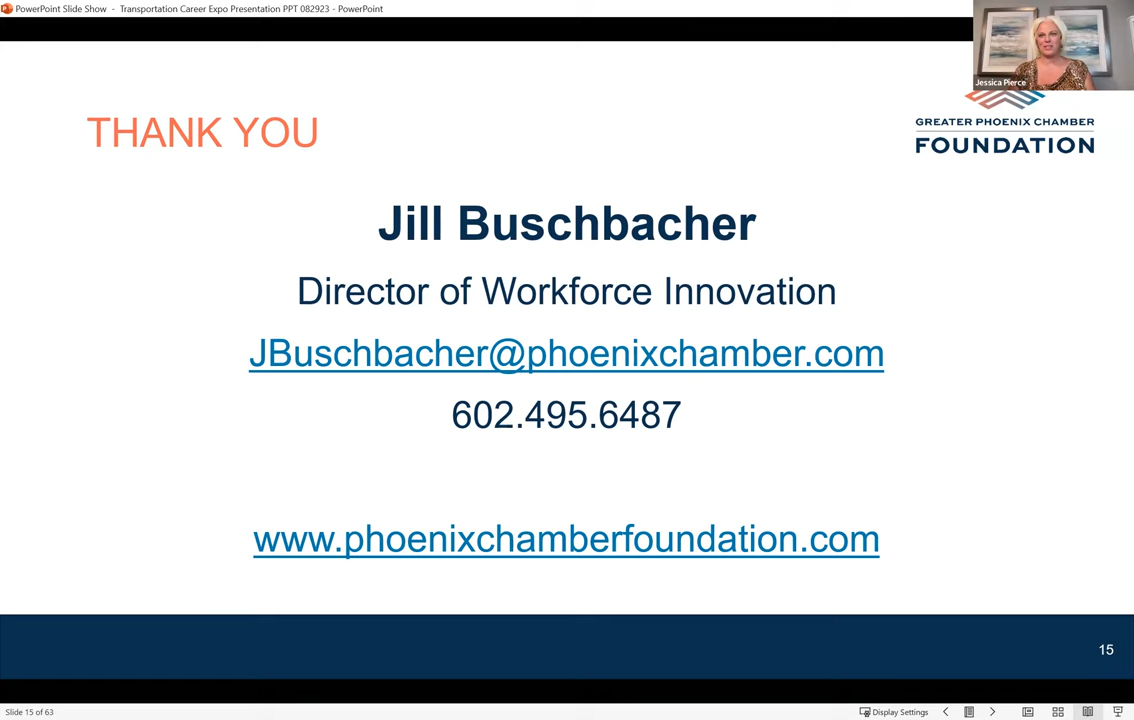 PowerPoint Slide Show - Transportation Career Expo Presentation PPT 082923 - PowerPoint
Jessica Pierce
GREATER PHOENIX CHAMBER
FOUNDATION
THANK YOU
Jill Buschbacher
Director of Workforce Innovation
JBuschbacher@phoenixchamber.com
602.495.6487
www.phoenixchamberfoundation.com
15
Slide 15 of 63
Display Settings